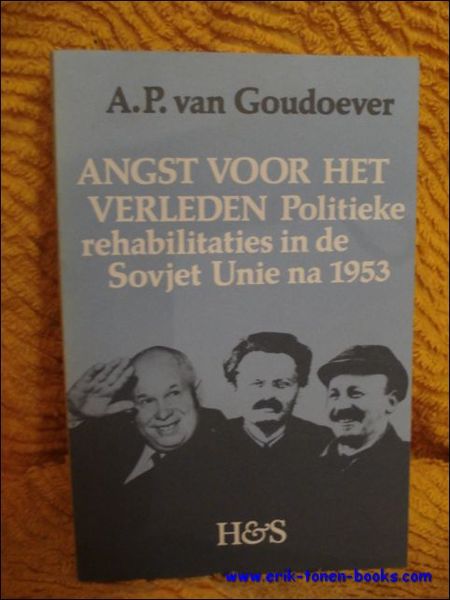 A.P. van Goudoever
ANGST VOOR HET
VERLEDEN Politieke
rehabilitaties in de
Sovjet Unie na 1953
H&S
www.erik-tonen-books.com